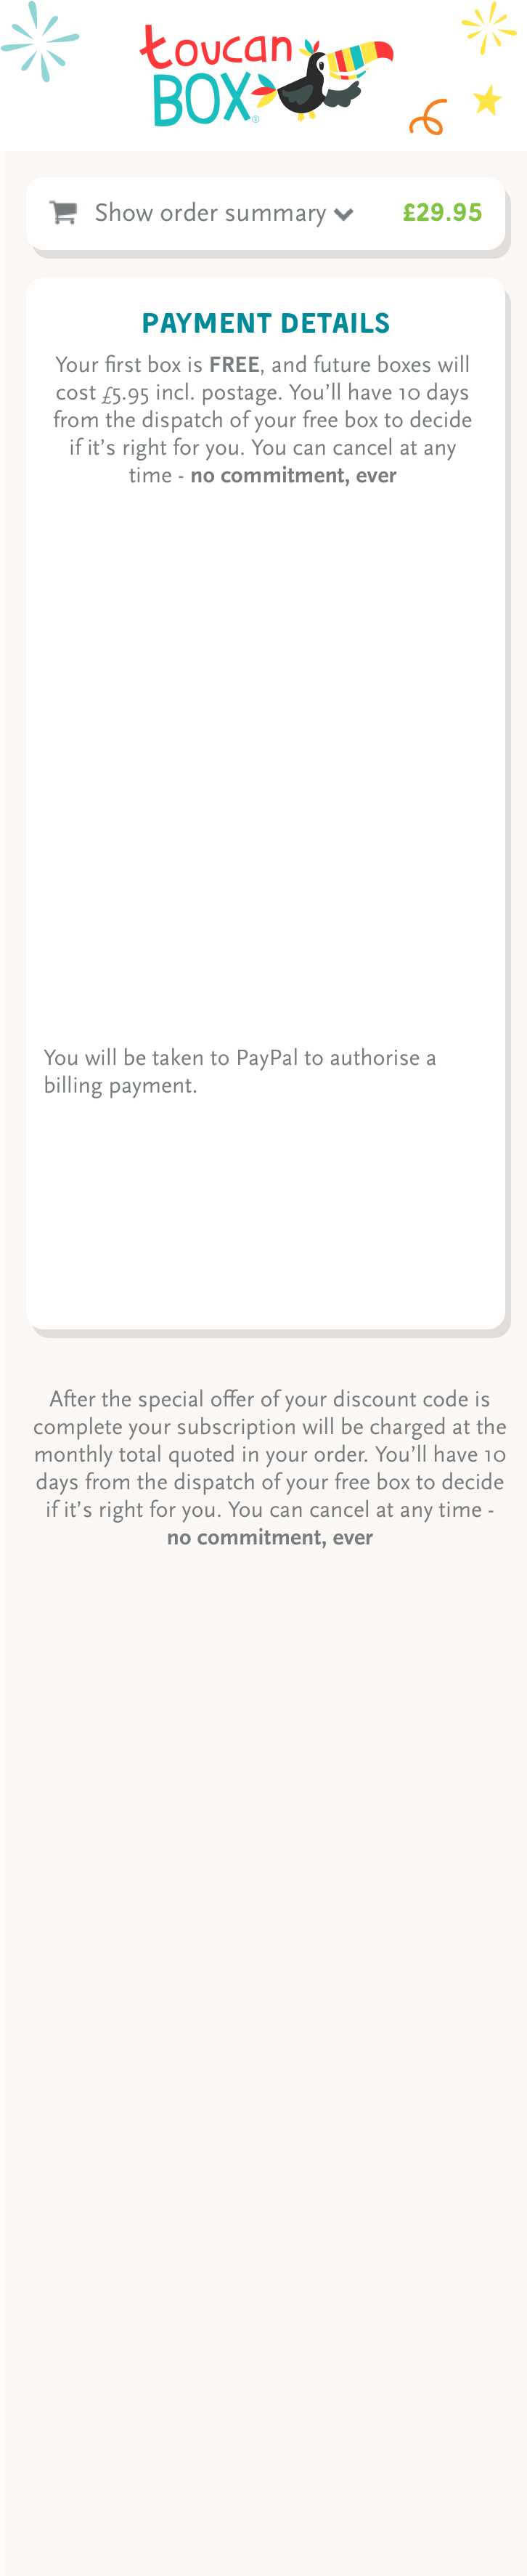 toucan
BOX®
Show order summary £29.95
PAYMENT DETAILS
Your first box is FREE, and future boxes will
cost £5.95 incl. postage. You’ll have 10 days
from the dispatch of your free box to decide
if it’s right for you. You can cancel at any
time - no commitment, ever
You will be taken to PayPal to authorise a
billing payment.
After the special offer of your discount code is
complete your subscription will be charged at the
monthly total quoted in your order. You’ll have 10
days from the dispatch of your free box to decide
if it’s right for you. You can cancel at any time -
no commitment, ever